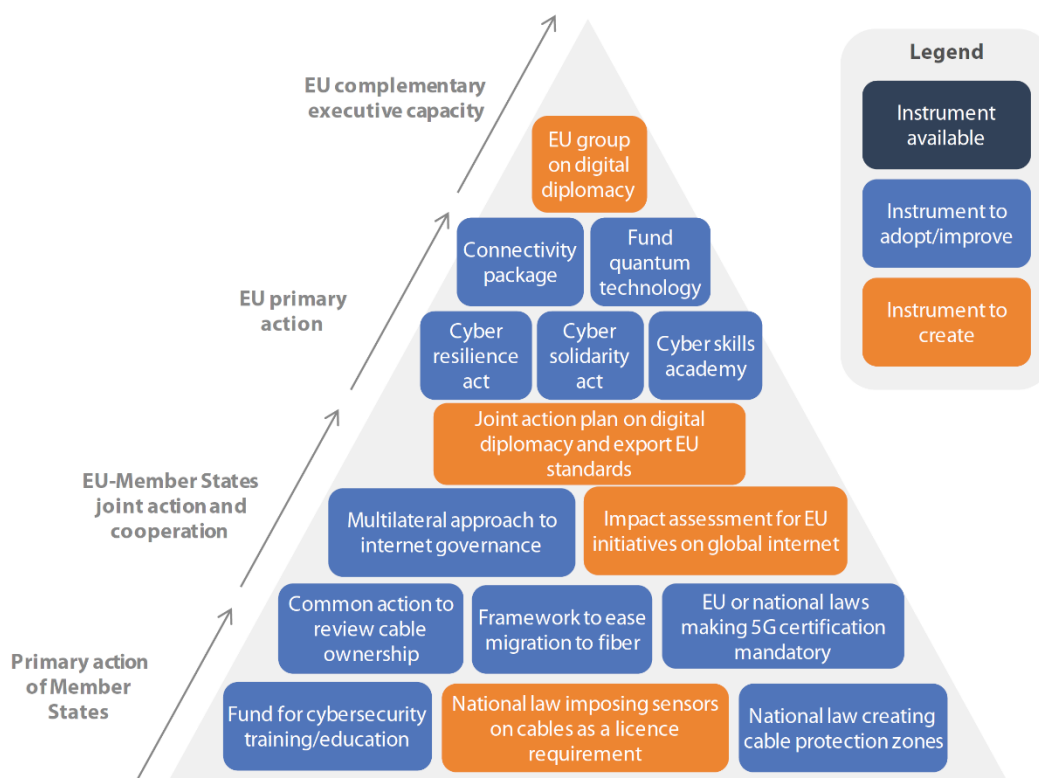 EU complementary
executive capacity
EU primary
action
EU-Member States
joint action and
cooperation
Primary action
of Member
States
EU group
on digital
diplomacy
Connectivity
package
Fund
quantum
technology
Cyber
resilience
act
Cyber
solidarity
act
Cyber skills
academy
Joint action plan on digital
diplomacy and export EU
standards
Multilateral approach to
internet governance
Impact assessment for EU
initiatives on global internet
Common action to
review cable
ownership
Framework to ease
migration to fiber
EU or national laws
making 5G certification
mandatory
Fund for cybersecurity
training/education
National law imposing sensors
on cables as a licence
requirement
National law creating
cable protection zones
Legend
Instrument
available
Instrument to
adopt/improve
Instrument to
create